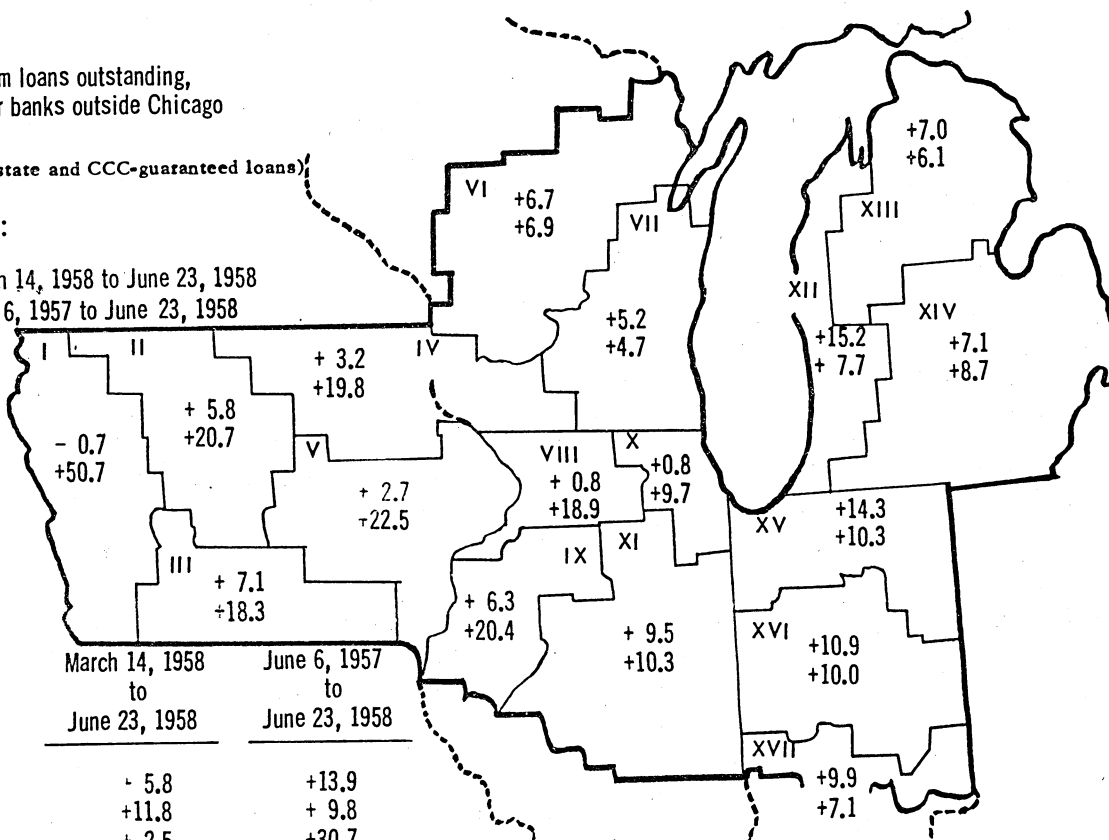 m loans outstanding,
r banks outside Chicago
state and CCC-guaranteed loans)
:
h 14, 1958 to June 23, 1958
6, 1957 to June 23, 1958
I
- 0.7
+50.7
II
+ 5.8
+20.7
III
+ 7.1
+18.3
IV
+ 3.2
+19.8
V
+ 2.7
+22.5
VI
+6.7
+6.9
VII
+5.2
+4.7
VIII
+ 0.8
+18.9
IX
+ 6.3
+20.4
X
+0.8
+9.7
XI
+ 9.5
+10.3
XII
+15.2
+ 7.7
XIII
+7.0
+6.1
XIV
+7.1
+8.7
XV
+14.3
+10.3
XVI
+10.9
+10.0
XVII
+9.9
+7.1
March 14, 1958 to June 23, 1958
June 6, 1957 to June 23, 1958
+ 5.8 +13.9
+11.8 + 9.8
+ 2.5 +30.7